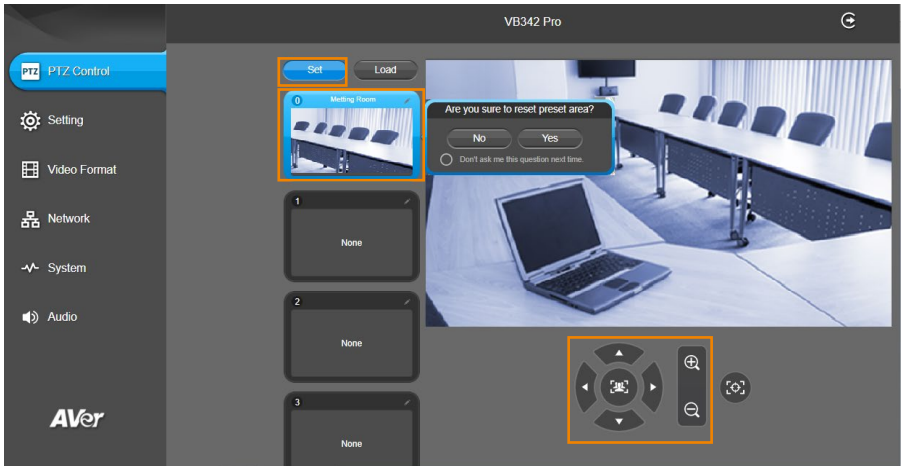 VB342 Pro
PTZ PTZ Control
Setting
Video Format
Network
System
Audio
AVer
Set
Load
0 Metting Room
Are you sure to reset preset area?
No
Yes
Don't ask me this question next time.
1
None
2
None
3
None